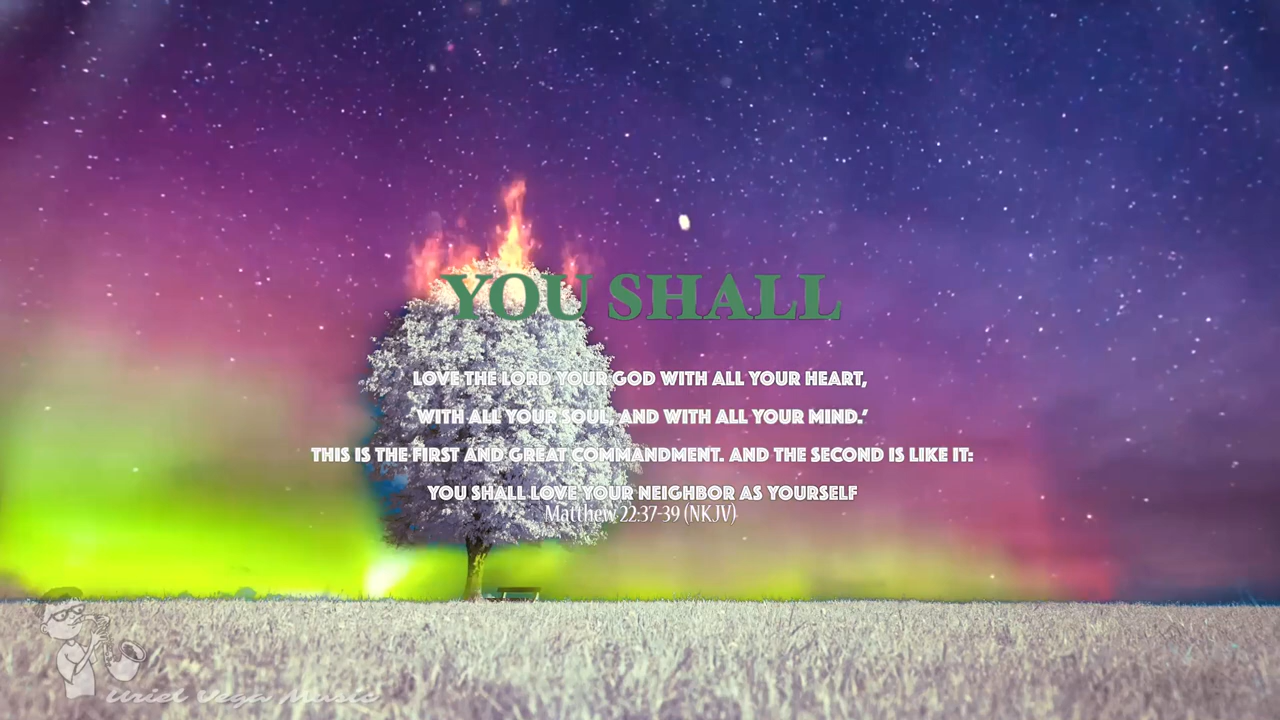 YOU SHALL
LOVE THE LORD YOUR GOD WITH ALL YOUR HEART,
WITH ALL YOUR SOUL, AND WITH ALL YOUR MIND.'
THIS IS THE FIRST AND GREAT COMMANDMENT. AND THE SECOND IS LIKE IT:
YOU SHALL LOVE YOUR NEIGHBOR AS YOURSELF
Matthew 22:37-39 (NKJV)
Uriel Vega Music